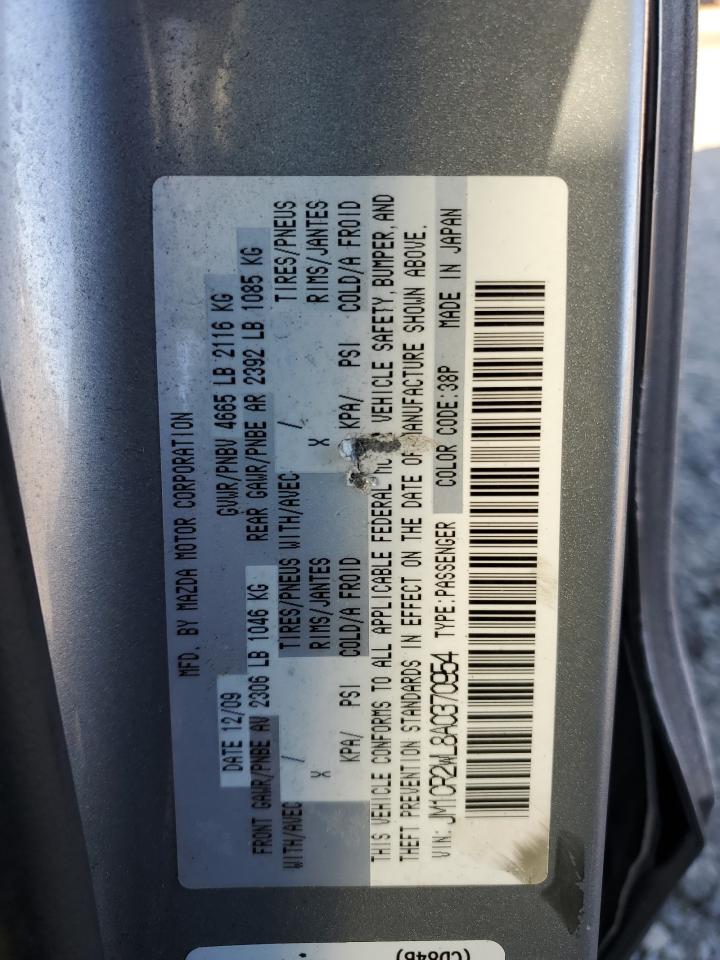 MFD. BY MAZDA MOTOR CORPORATION
DATE 12/09 GVWR/PNBV 4665 LB 2116 KG
FRONT GAWR/PNBE AV 2306 LB 1046 KG REAR GAWR/PNBE AR 2392 LB 1085 KG
WITH/AVEC / TIRES/PNEUS WITH/AVEC / TIRES/PNEUS
X RIMS/JANTES X RIMS/JANTES
KPA/ PSI COLD/A FROID KPA/ PSI COLD/A FROID
THIS VEHICLE CONFORMS TO ALL APPLICABLE FEDERAL VEHICLE SAFETY, BUMPER, AND
THEFT PREVENTION STANDARDS IN EFFECT ON THE DATE OF MANUFACTURE SHOWN ABOVE.
VIN: JM1CR2WL8A0370954 TYPE:PASSENGER COLOR CODE:38P MADE IN JAPAN